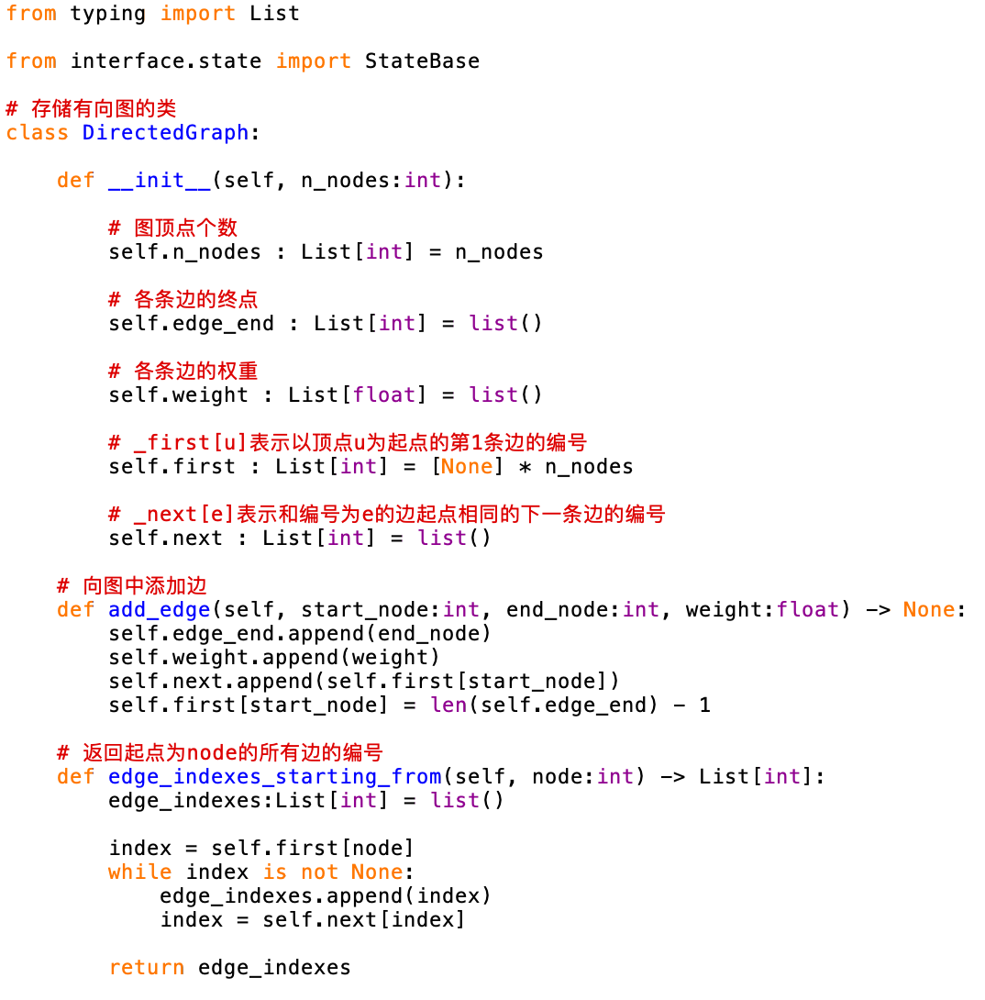 from typing import List
from interface.state import StateBase
# 存储有向图的类
class DirectedGraph:
    def __init__(self, n_nodes:int):
        # 图顶点个数
        self.n_nodes : List[int] = n_nodes
        # 各条边的终点
        self.edge_end : List[int] = list()
        # 各条边的权重
        self.weight : List[float] = list()
        # _first[u]表示以顶点u为起点的第1条边的编号
        self.first : List[int] = [None] * n_nodes
        # _next[e]表示和编号为e的边起点相同的下一条边的编号
        self.next : List[int] = list()
    # 向图中添加边
    def add_edge(self, start_node:int, end_node:int, weight:float) -> None:
        self.edge_end.append(end_node)
        self.weight.append(weight)
        self.next.append(self.first[start_node])
        self.first[start_node] = len(self.edge_end) - 1
    # 返回起点为node的所有边的编号
    def edge_indexes_starting_from(self, node:int) -> List[int]:
        edge_indexes:List[int] = list()
        index = self.first[node]
        while index is not None:
            edge_indexes.append(index)
            index = self.next[index]
        return edge_indexes